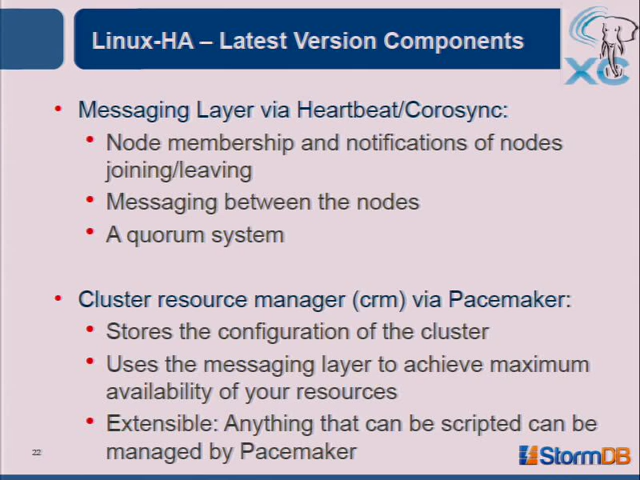 Linux-HA – Latest Version Components
XC
• Messaging Layer via Heartbeat/Corosync:
• Node membership and notifications of nodes
joining/leaving
• Messaging between the nodes
• A quorum system
• Cluster resource manager (crm) via Pacemaker:
• Stores the configuration of the cluster
• Uses the messaging layer to achieve maximum
availability of your resources
• Extensible: Anything that can be scripted can be
managed by Pacemaker
22
StormDB